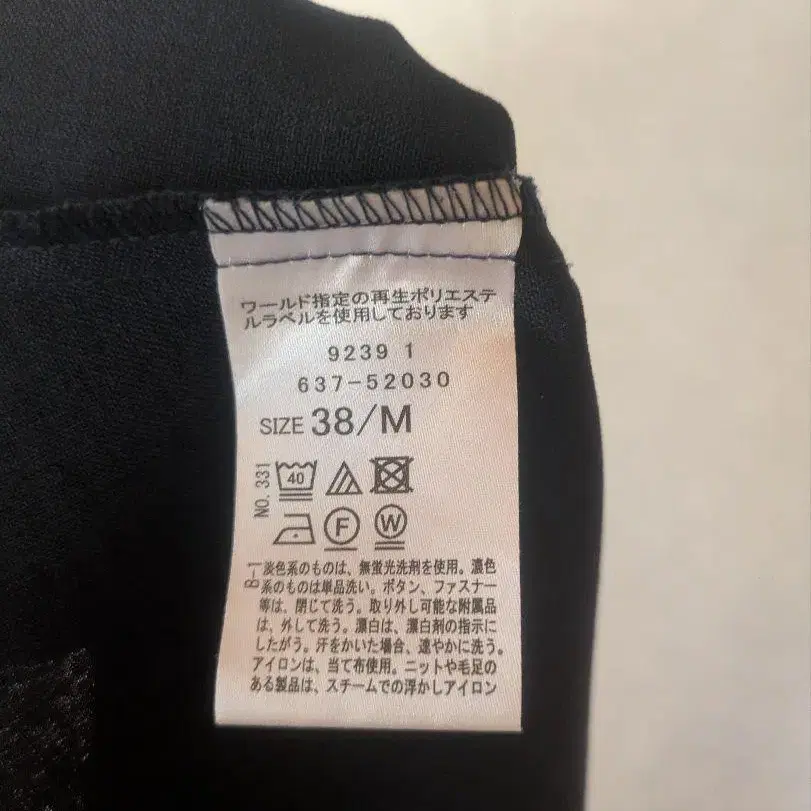 ワールド指定の再生ポリエステ
ルラベルを使用しております
9239 1
637-52030
SIZE 38/M
NO. 331
40
F
W
B-1
淡色系のものは、無蛍光洗剤を使用。濃色
系のものは単品洗い。ボタン、ファスナー
等は、閉じて洗う。取り外し可能な附属品
は、外して洗う。漂白は、漂白剤の指示に
したがう。汗をかいた場合、速やかに洗う。
アイロンは、当て布使用。ニットや毛足の
ある製品は、スチームでの浮かしアイロン